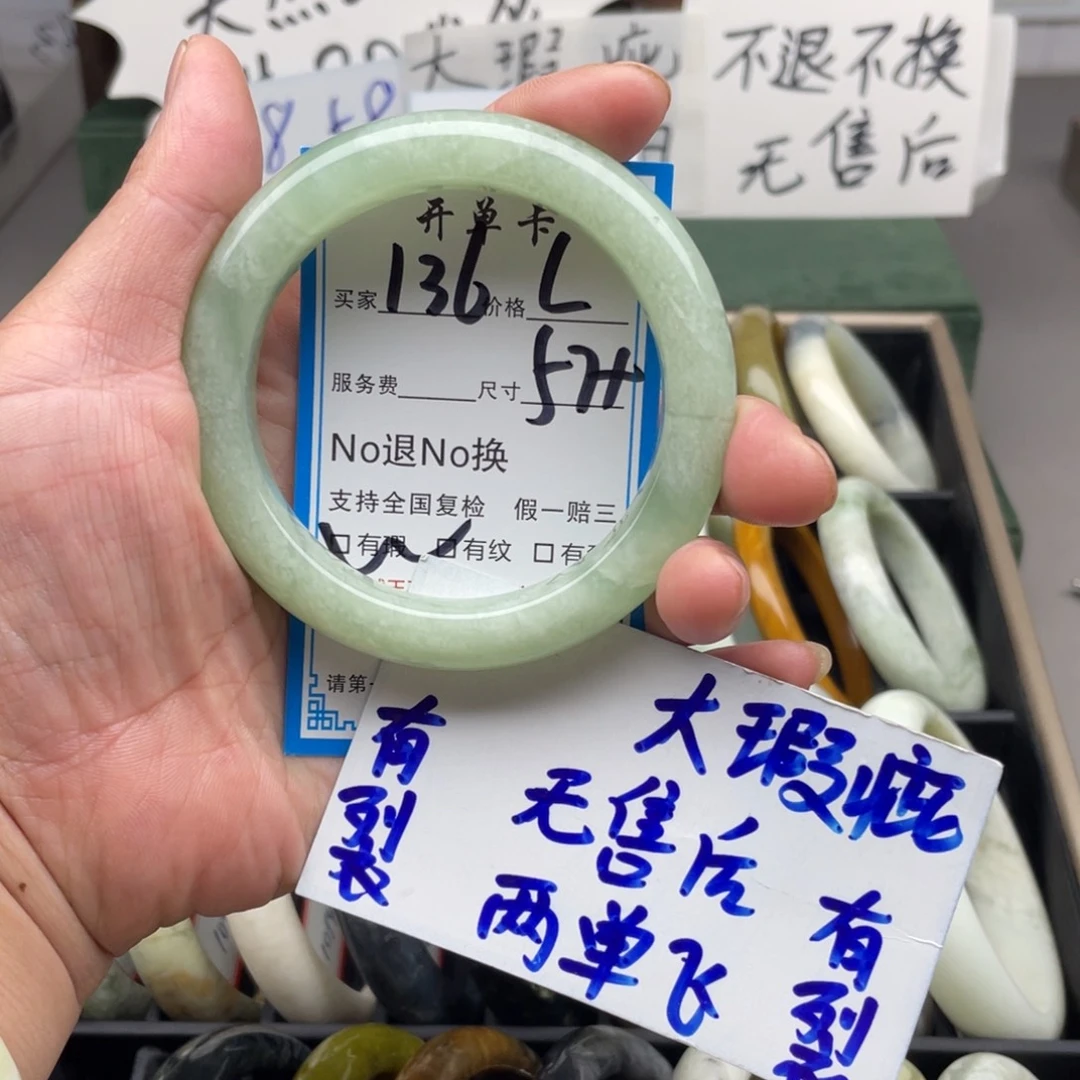 天然
大瑕疵
不退不换
无售后
开单卡
买家 136 价格 L
服务费 尺寸 57
No退No换
支持全国复检 假一赔三
有瑕 有纹 有
请第一
有裂
大瑕疵
无售后
两单飞
有裂